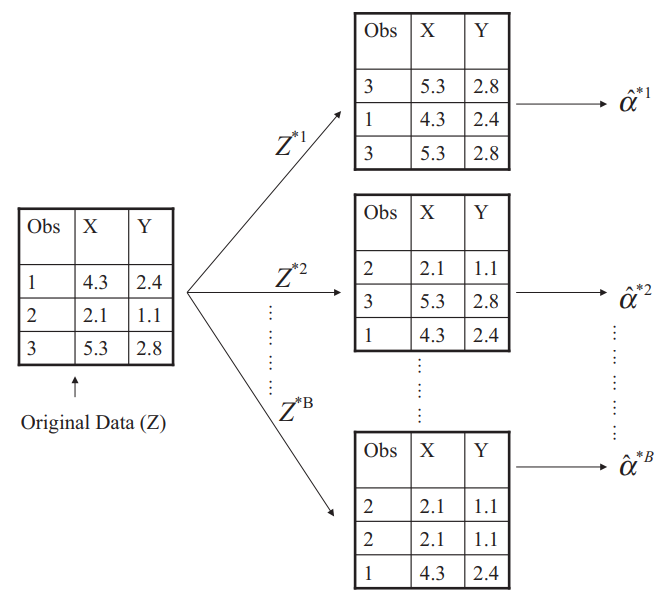 Obs X Y
3 5.3 2.8
1 4.3 2.4
3 5.3 2.8
α̂*1
Z*1
Obs X Y
1 4.3 2.4
2 2.1 1.1
3 5.3 2.8
Original Data (Z)
Z*2
Obs X Y
2 2.1 1.1
3 5.3 2.8
1 4.3 2.4
α̂*2
Z*B
Obs X Y
2 2.1 1.1
2 2.1 1.1
1 4.3 2.4
α̂*B